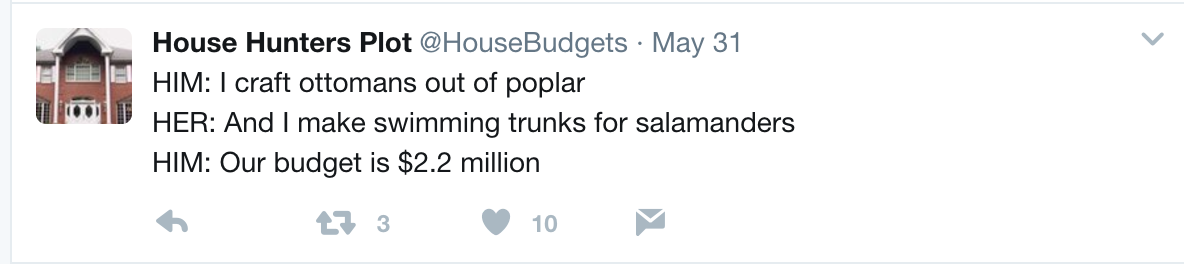 House Hunters Plot @HouseBudgets · May 31
HIM: I craft ottomans out of poplar
HER: And I make swimming trunks for salamanders
HIM: Our budget is $2.2 million
3 10